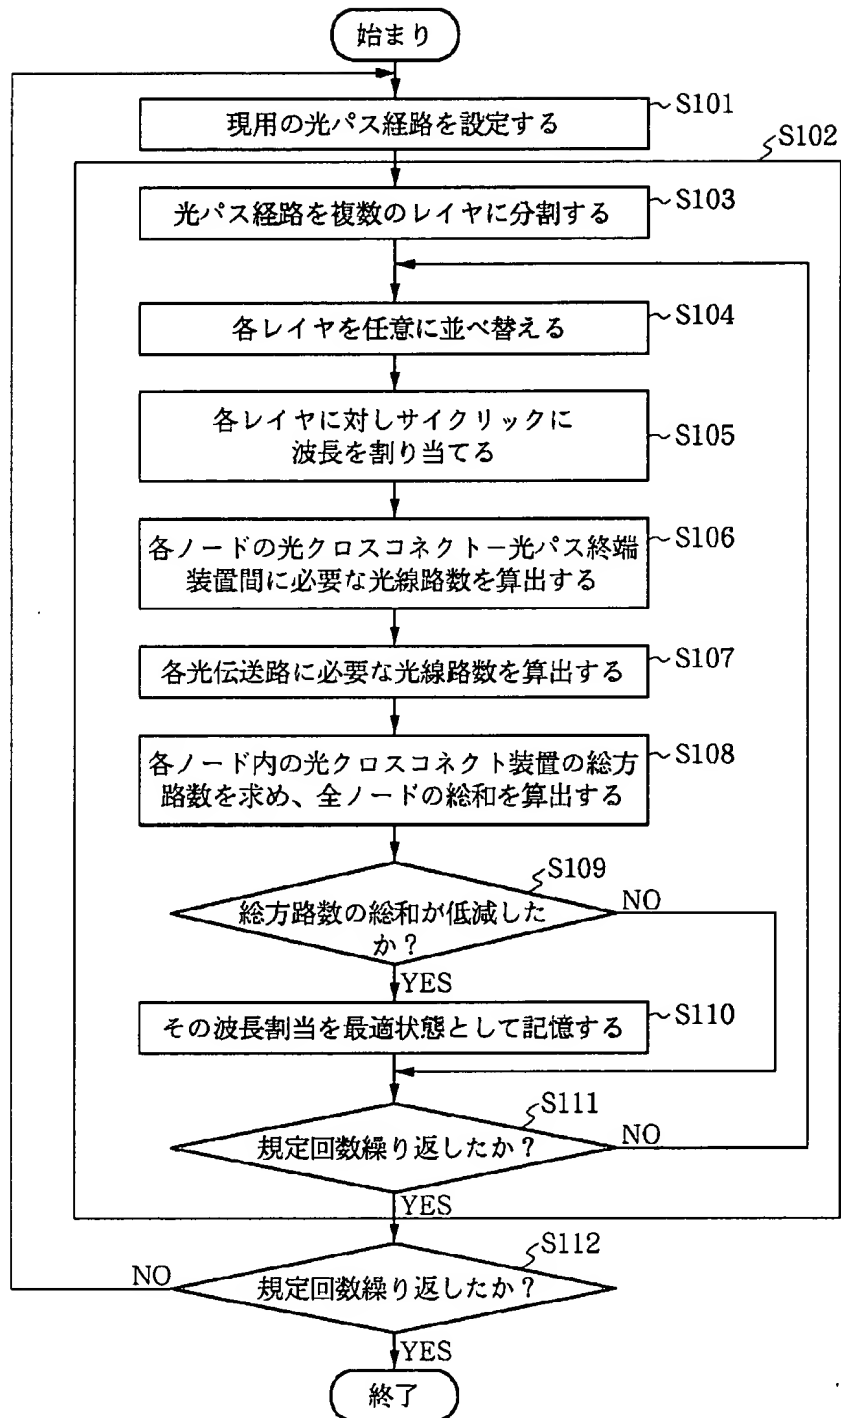 始まり
現用の光パス経路を設定する
S101
S102
光パス経路を複数のレイヤに分割する
S103
各レイヤを任意に並べ替える
S104
各レイヤに対しサイクリックに
波長を割り当てる
S105
各ノードの光クロスコネクト－光パス終端
装置間に必要な光線路数を算出する
S106
各光伝送路に必要な光線路数を算出する
S107
各ノード内の光クロスコネクト装置の総方
路数を求め、全ノードの総和を算出する
S108
S109
総方路数の総和が低減した
か？
NO
YES
その波長割当を最適状態として記憶する
S110
S111
規定回数繰り返したか？
NO
YES
S112
規定回数繰り返したか？
NO
YES
終了